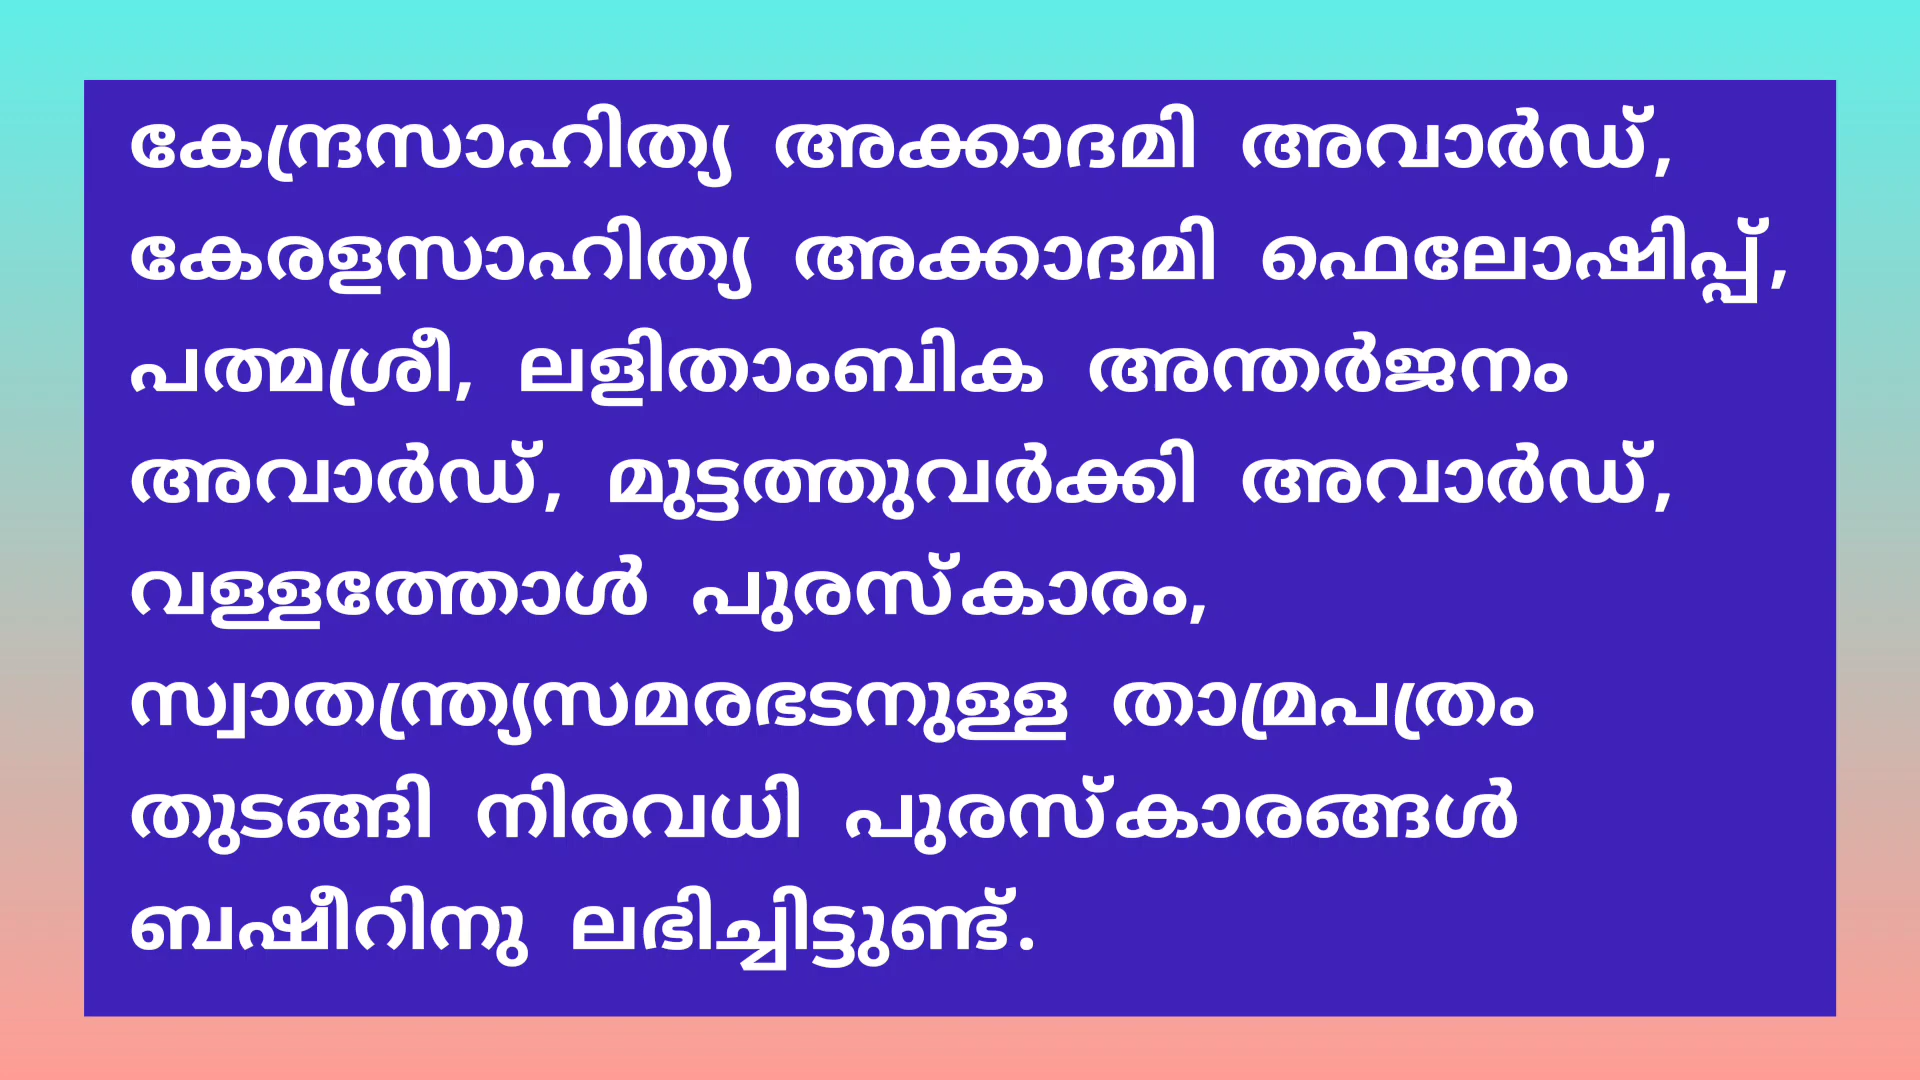 കേന്ദ്രസാഹിത്യ അക്കാദമി അവാർഡ്,
കേരളസാഹിത്യ അക്കാദമി ഫെലോഷിപ്പ്,
പത്മശ്രീ, ലളിതാംബിക അന്തർജനം
അവാർഡ്, മുട്ടത്തുവർക്കി അവാർഡ്,
വള്ളത്തോൾ പുരസ്കാരം,
സ്വാതന്ത്ര്യസമരഭടനുള്ള താമ്രപത്രം
തുടങ്ങി നിരവധി പുരസ്കാരങ്ങൾ
ബഷീറിനു ലഭിച്ചിട്ടുണ്ട്.